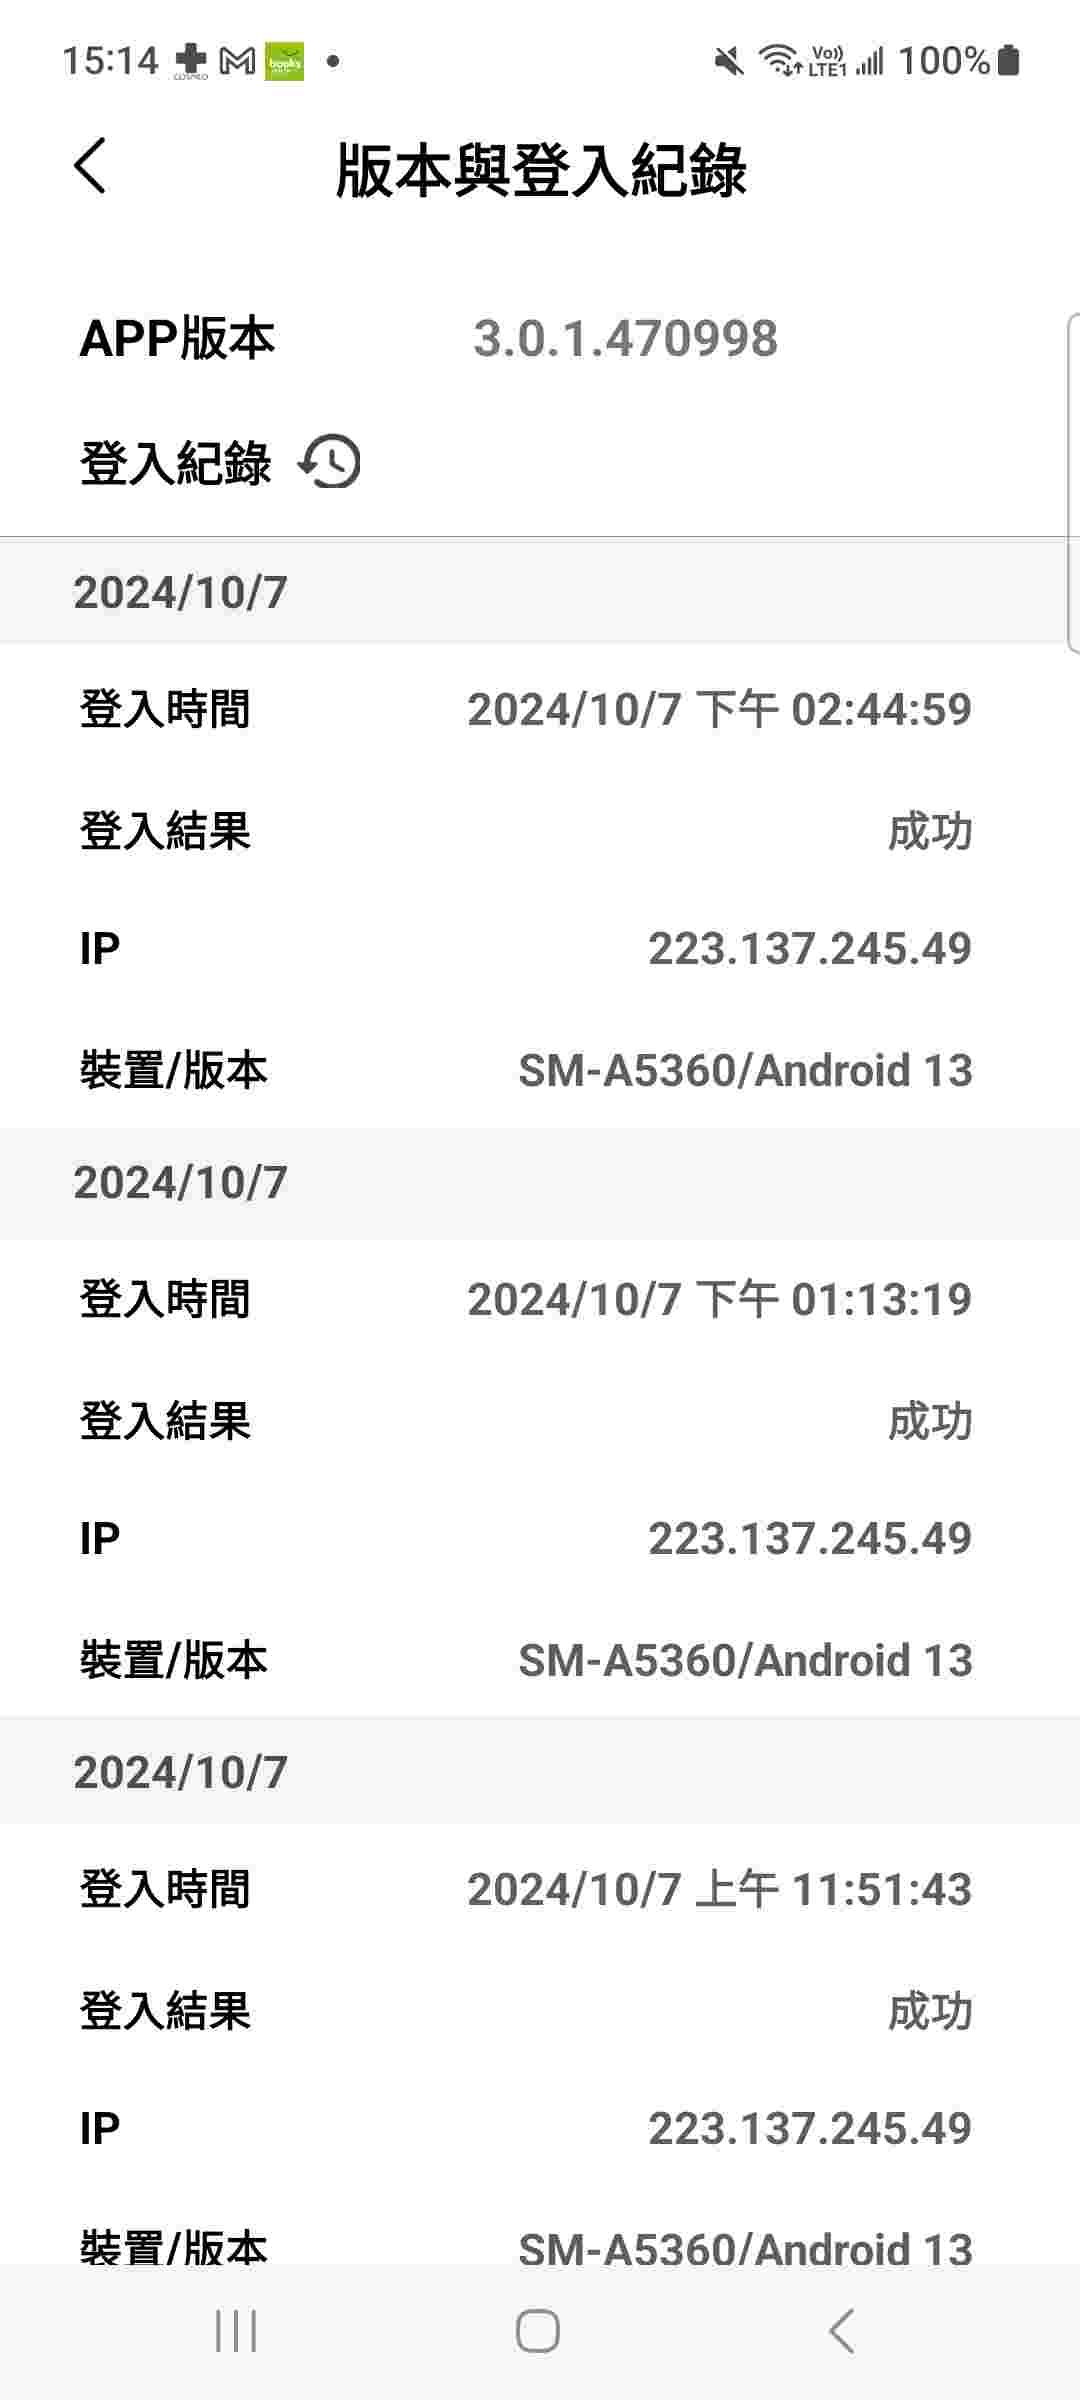 15:14 COSMED books Vo)) LTE1 100%
版本與登入紀錄
APP版本 3.0.1.470998
登入紀錄
2024/10/7
登入時間 2024/10/7 下午 02:44:59
登入結果 成功
IP 223.137.245.49
裝置/版本 SM-A5360/Android 13
2024/10/7
登入時間 2024/10/7 下午 01:13:19
登入結果 成功
IP 223.137.245.49
裝置/版本 SM-A5360/Android 13
2024/10/7
登入時間 2024/10/7 上午 11:51:43
登入結果 成功
IP 223.137.245.49
裝置/版本 SM-A5360/Android 13